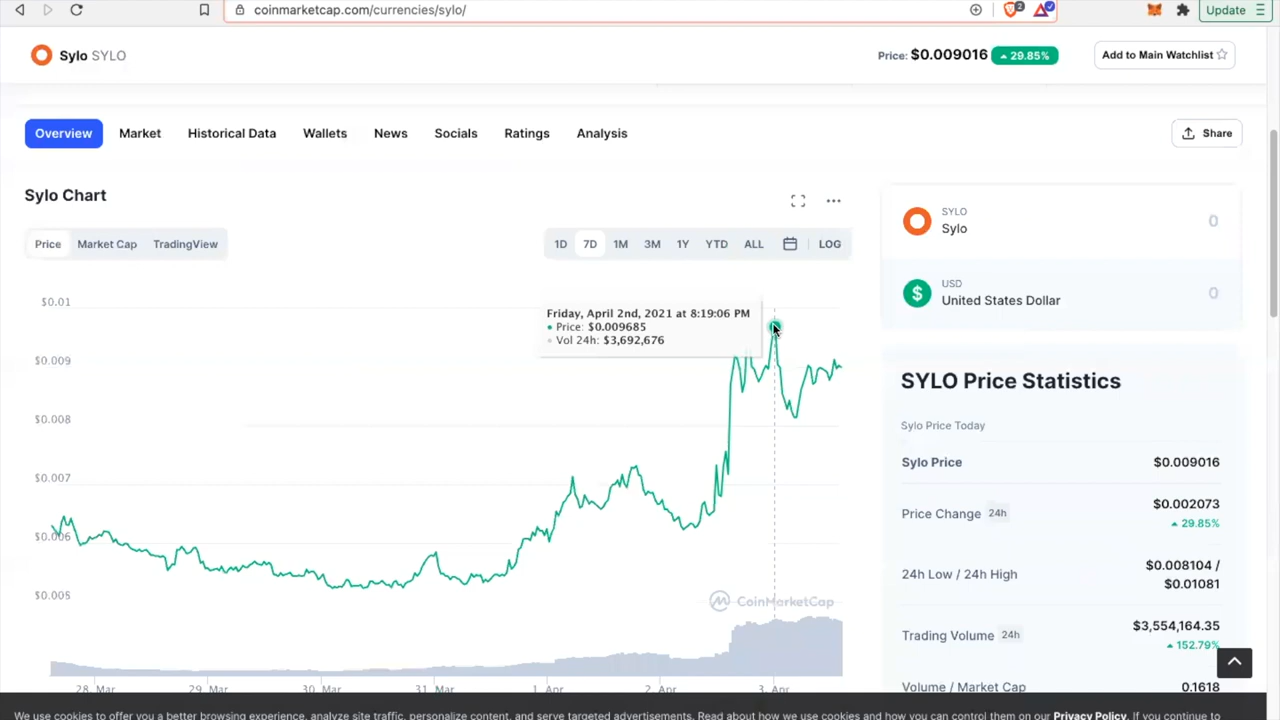 coinmarketcap.com/currencies/sylo/
2
Update
Sylo SYLO
Price: $0.009016 29.85%
Add to Main Watchlist
Overview Market Historical Data Wallets News Socials Ratings Analysis
Share
Sylo Chart
Price Market Cap TradingView
1D 7D 1M 3M 1Y YTD ALL LOG
$0.01
$0.009
$0.008
$0.007
$0.006
$0.005
Friday, April 2nd, 2021 at 8:19:06 PM
Price: $0.009685
Vol 24h: $3,692,676
CoinMarketCap
28. Mar 29. Mar 30. Mar 31. Mar 1. Apr 2. Apr 3. Apr
SYLO
Sylo
0
USD
United States Dollar
0
$
SYLO Price Statistics
Sylo Price Today
Sylo Price $0.009016
Price Change 24h $0.002073
29.85%
24h Low / 24h High $0.008104 /
$0.01081
Trading Volume 24h $3,554,164.35
152.79%
Volume / Market Cap 0.1618
We use cookies to offer you a better browsing experience, analyze site traffic, personalize content, and serve targeted advertisements. Read about how we use cookies and how you can control them on our Privacy Policy. If you continue to